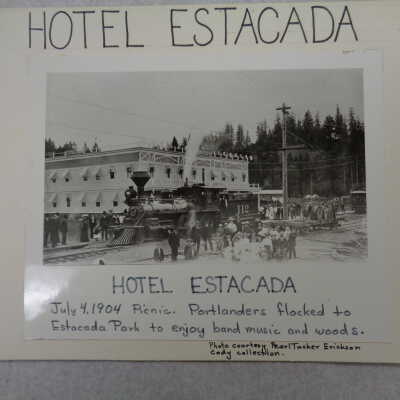 HOTEL ESTACADA
HOTEL ESTACADA
July 4, 1904 Picnic. Portlanders flocked to
Estacada Park to enjoy band music and woods.
Photo courtesy Pearl Tucker Erickson
Cady collection.